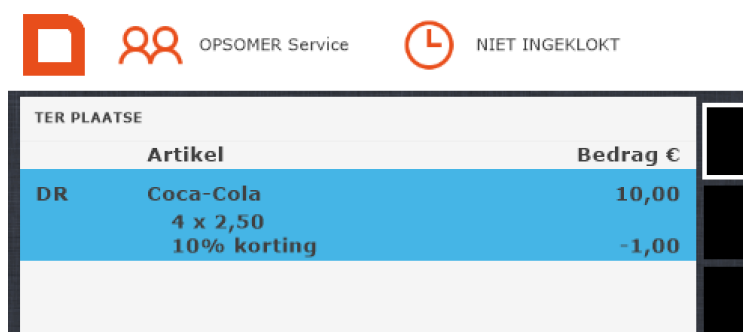 OPSOMER Service NIET INGEKLOKT
TER PLAATSE
Artikel Bedrag €
DR Coca-Cola 10,00
4 x 2,50
10% korting -1,00